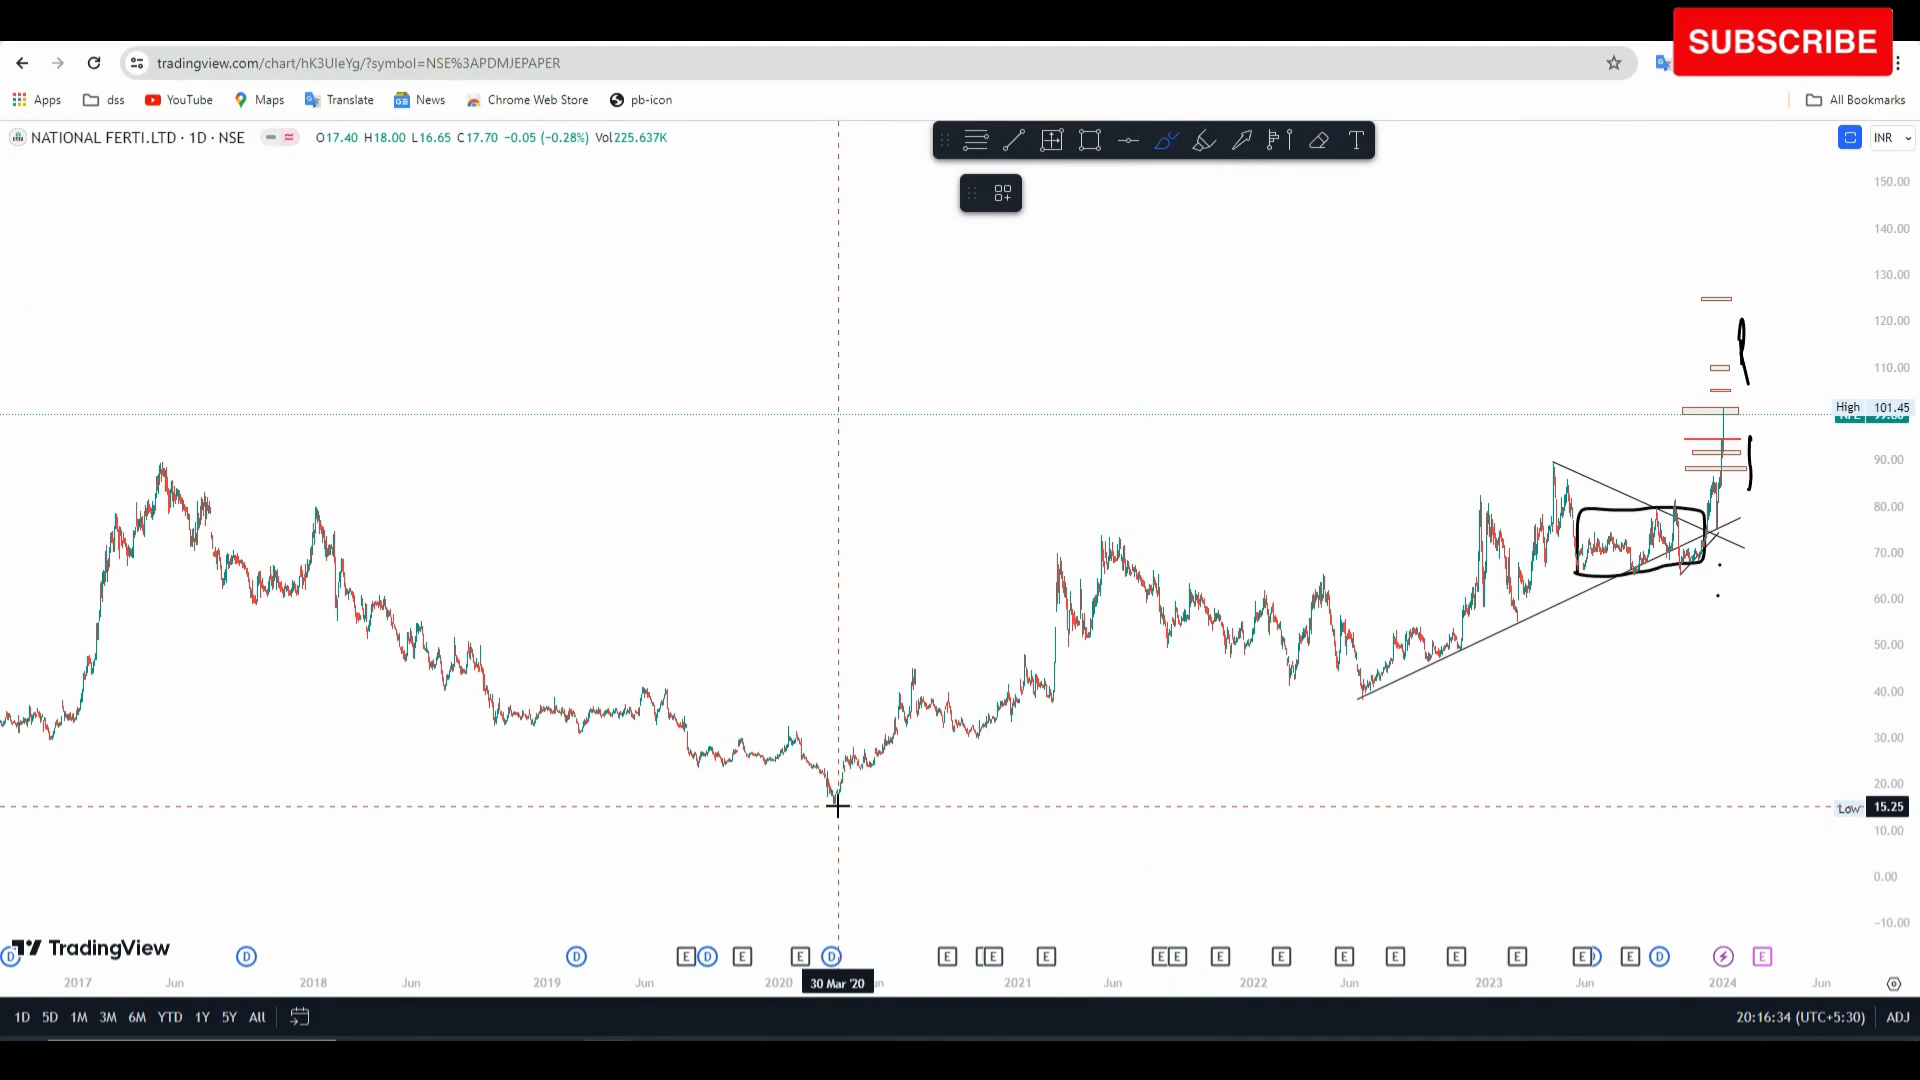 SUBSCRIBE
tradingview.com/chart/hK3UIeYg/?symbol=NSE%3APDMJEPAPER
Apps dss YouTube Maps Translate News Chrome Web Store pb-icon All Bookmarks
NATIONAL FERTI.LTD · 1D · NSE O17.40 H18.00 L16.65 C17.70 −0.05 (−0.28%) Vol225.637K INR
150.00
140.00
130.00
120.00
110.00
High 101.45
90.00
80.00
70.00
60.00
50.00
40.00
30.00
20.00
Low 15.25
10.00
0.00
−10.00
TradingView
D D D E D E E D E E E E E E E E E E E E E D E E
2017 Jun 2018 Jun 2019 Jun 2020 30 Mar '20 2021 Jun 2022 Jun 2023 Jun 2024 Jun
1D 5D 1M 3M 6M YTD 1Y 5Y All 20:16:34 (UTC+5:30) ADJ